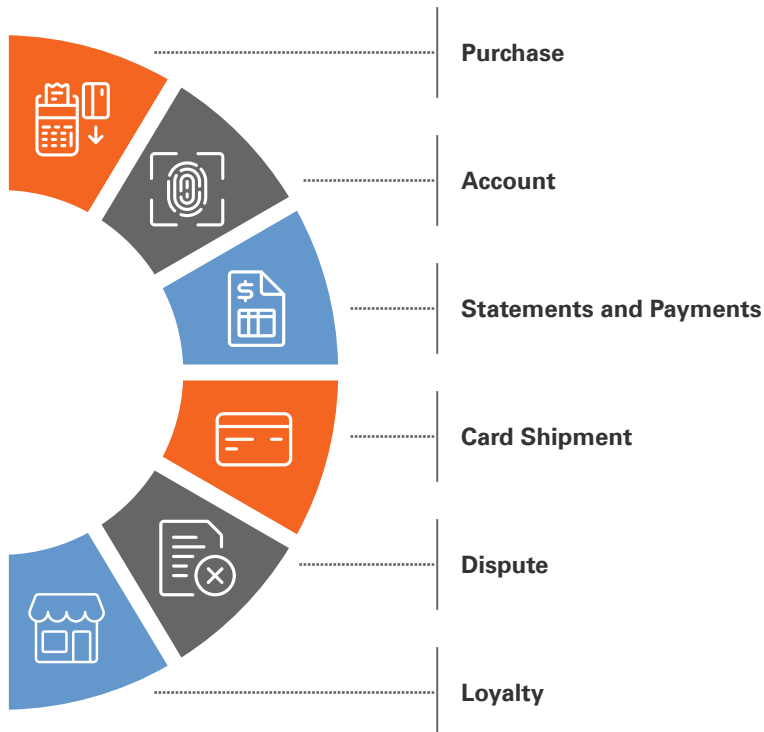 Purchase
Account
Statements and Payments
Card Shipment
Dispute
Loyalty